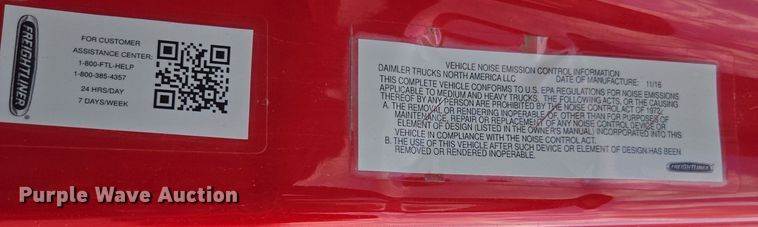 FREIGHTLINER
FOR CUSTOMER
ASSISTANCE CENTER:
1-800-FTL-HELP
1-800-385-4357
24 HRS/DAY
7 DAYS/WEEK
VEHICLE NOISE EMISSION CONTROL INFORMATION
DAIMLER TRUCKS NORTH AMERICA LLC DATE OF MANUFACTURE: 11/16
THIS COMPLETE VEHICLE CONFORMS TO U.S. EPA REGULATIONS FOR NOISE EMISSIONS
APPLICABLE TO MEDIUM AND HEAVY TRUCKS. THE FOLLOWING ACTS, OR THE CAUSING
THEREOF BY ANY PERSON ARE PROHIBITED BY THE NOISE CONTROL ACT OF 1972:
A. THE REMOVAL OR RENDERING INOPERABLE OF, OTHER THAN FOR PURPOSES OF
MAINTENANCE, REPAIR OR REPLACEMENT OF ANY NOISE CONTROL DEVICE OR
ELEMENT OF DESIGN (LISTED IN THE OWNER'S MANUAL) INCORPORATED INTO THIS
VEHICLE IN COMPLIANCE WITH THE NOISE CONTROL ACT.
B. THE USE OF THIS VEHICLE AFTER SUCH DEVICE OR ELEMENT OF DESIGN HAS BEEN
REMOVED OR RENDERED INOPERABLE.
FREIGHTLINER
Purple Wave Auction